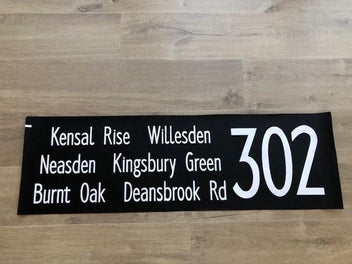 Kensal Rise Willesden
Neasden Kingsbury Green
Burnt Oak Deansbrook Rd
302